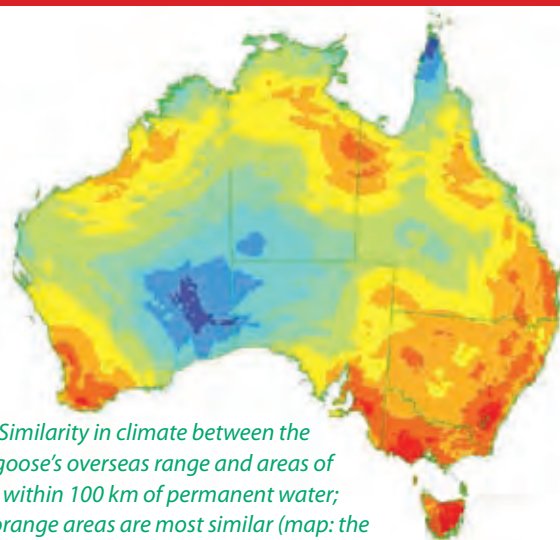 Similarity in climate between the
goose's overseas range and areas of
within 100 km of permanent water;
orange areas are most similar (map: the